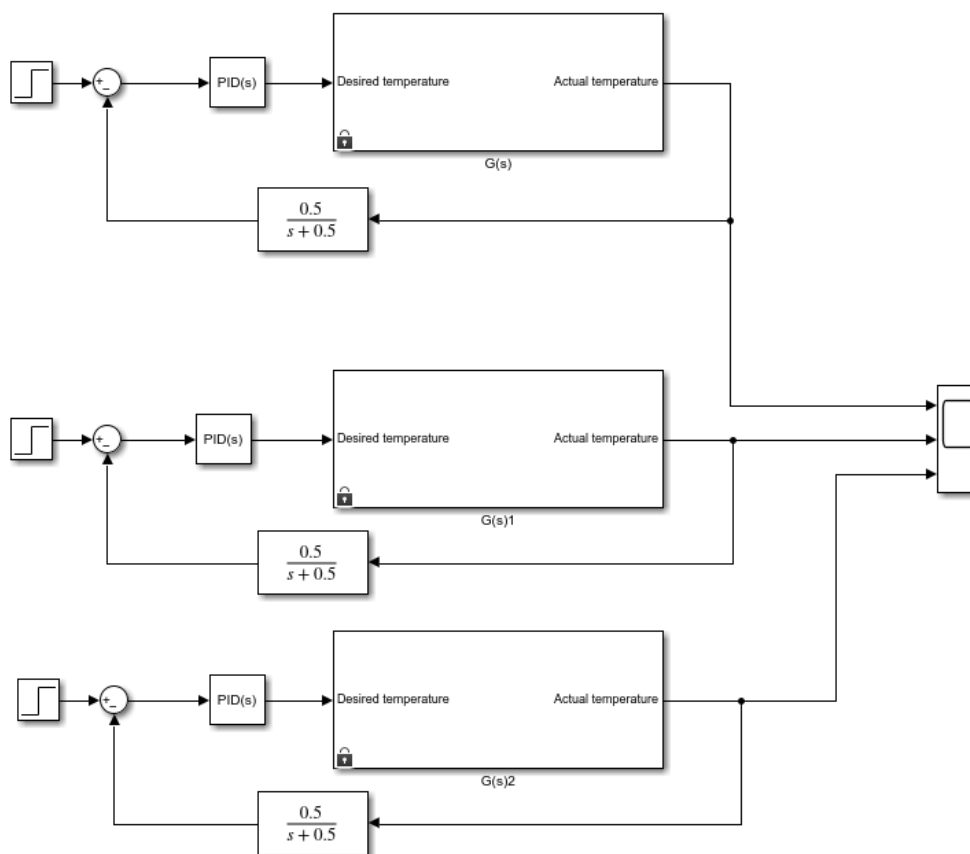 +
−
PID(s)
Desired temperature
Actual temperature
G(s)
0.5
s + 0.5
+
−
PID(s)
Desired temperature
Actual temperature
G(s)1
0.5
s + 0.5
+
−
PID(s)
Desired temperature
Actual temperature
G(s)2
0.5
s + 0.5